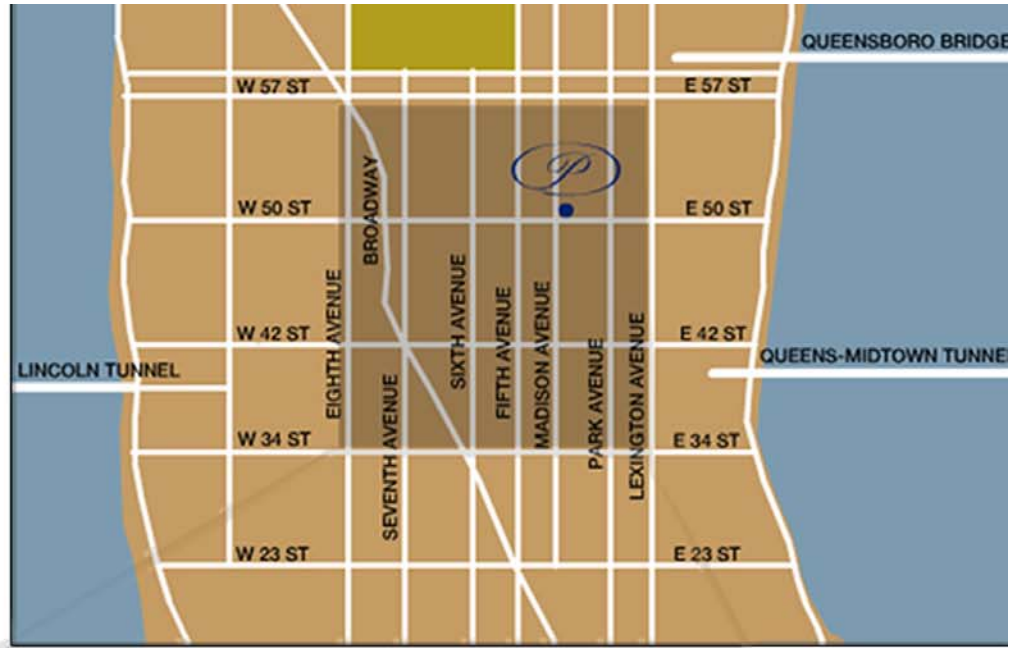 QUEENSBORO BRIDGE
W 57 ST
E 57 ST
P
BROADWAY
W 50 ST
E 50 ST
EIGHTH AVENUE
SIXTH AVENUE
FIFTH AVENUE
MADISON AVENUE
W 42 ST
E 42 ST
LEXINGTON AVENUE
PARK AVENUE
QUEENS-MIDTOWN TUNNE
LINCOLN TUNNEL
SEVENTH AVENUE
W 34 ST
E 34 ST
W 23 ST
E 23 ST